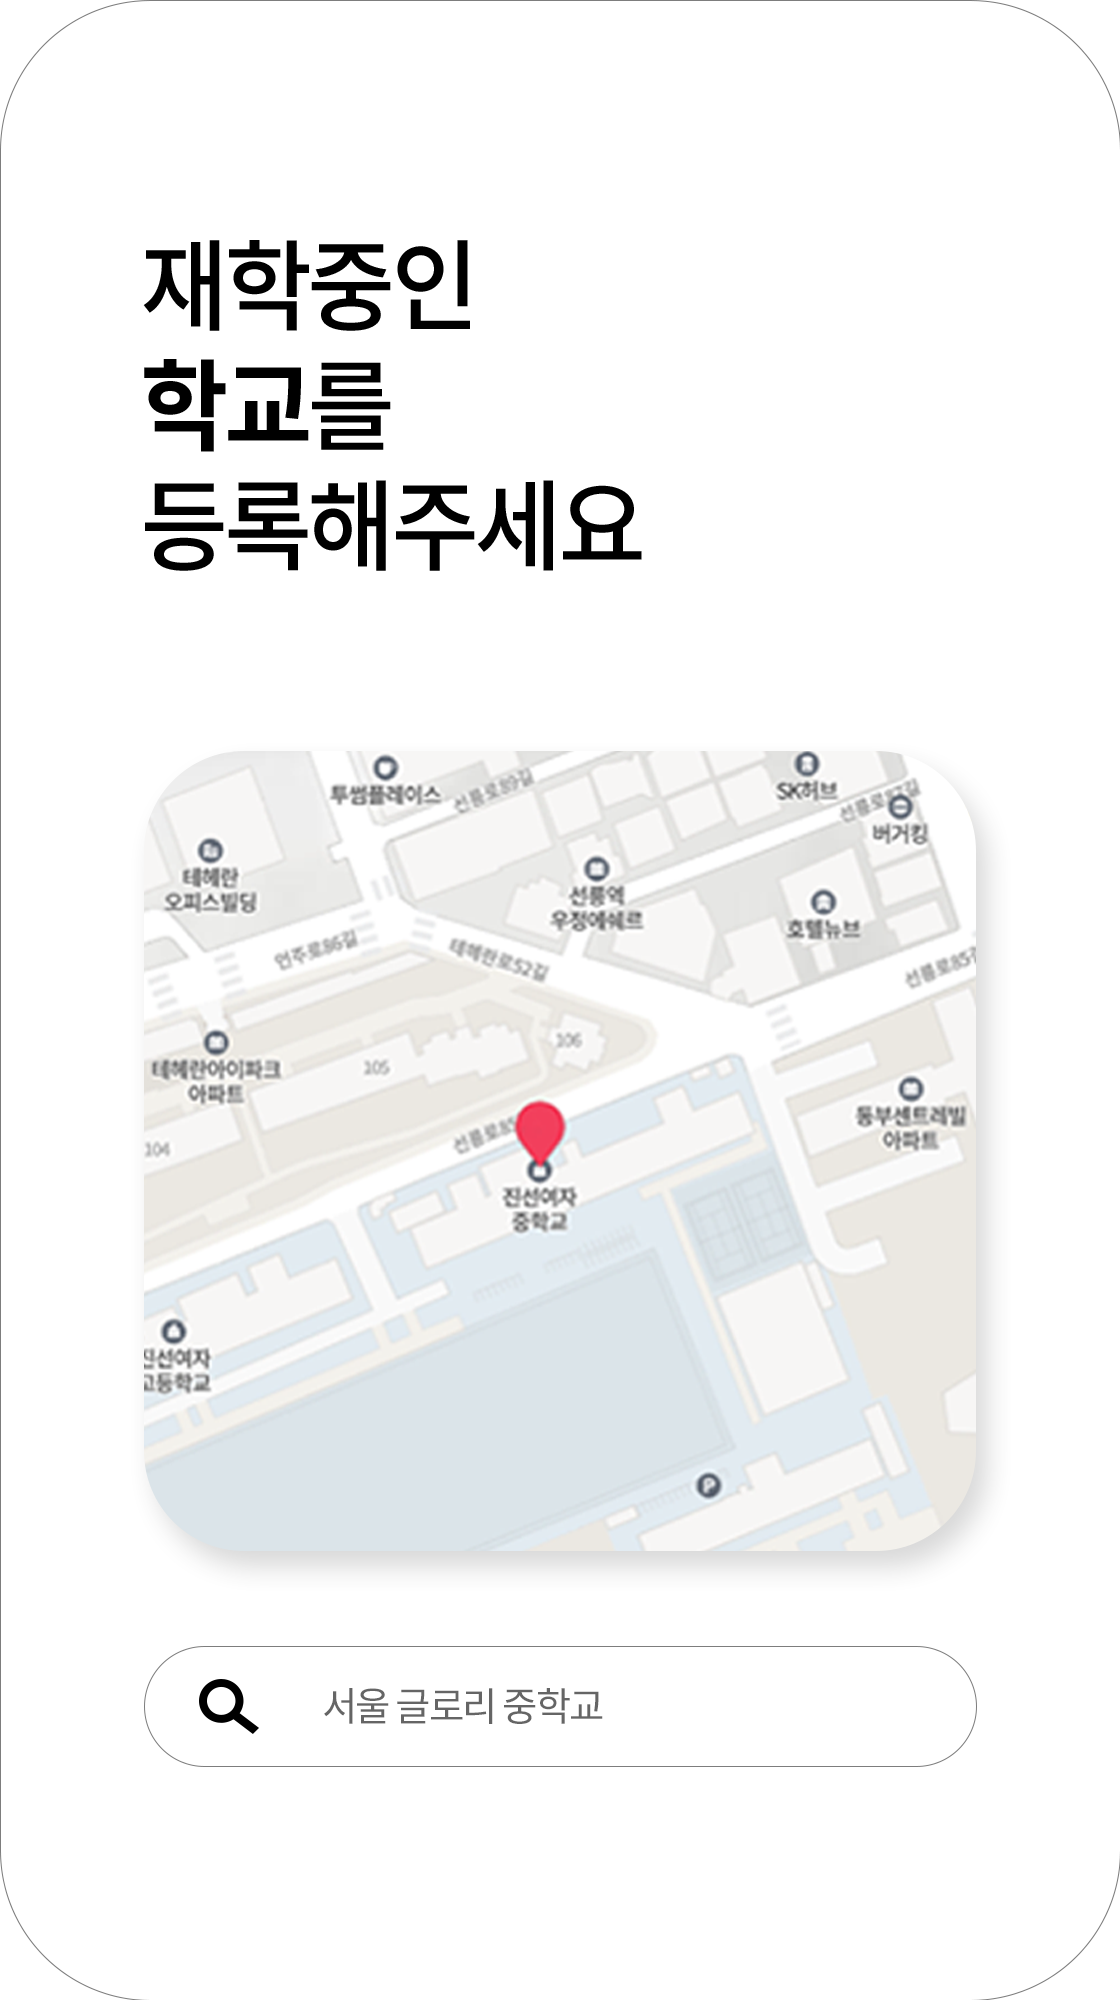 재학중인
학교를
등록해주세요
투썸플레이스
선릉로89길
SK허브
선릉로87길
버거킹
테헤란
오피스빌딩
선릉역
우정에쉐르
호텔뉴브
언주로86길
테헤란로52길
선릉로85길
106
테헤란아이파크
아파트
105
동부센트레빌
아파트
104
선릉로85
진선여자
중학교
진선여자
고등학교
P
서울 글로리 중학교